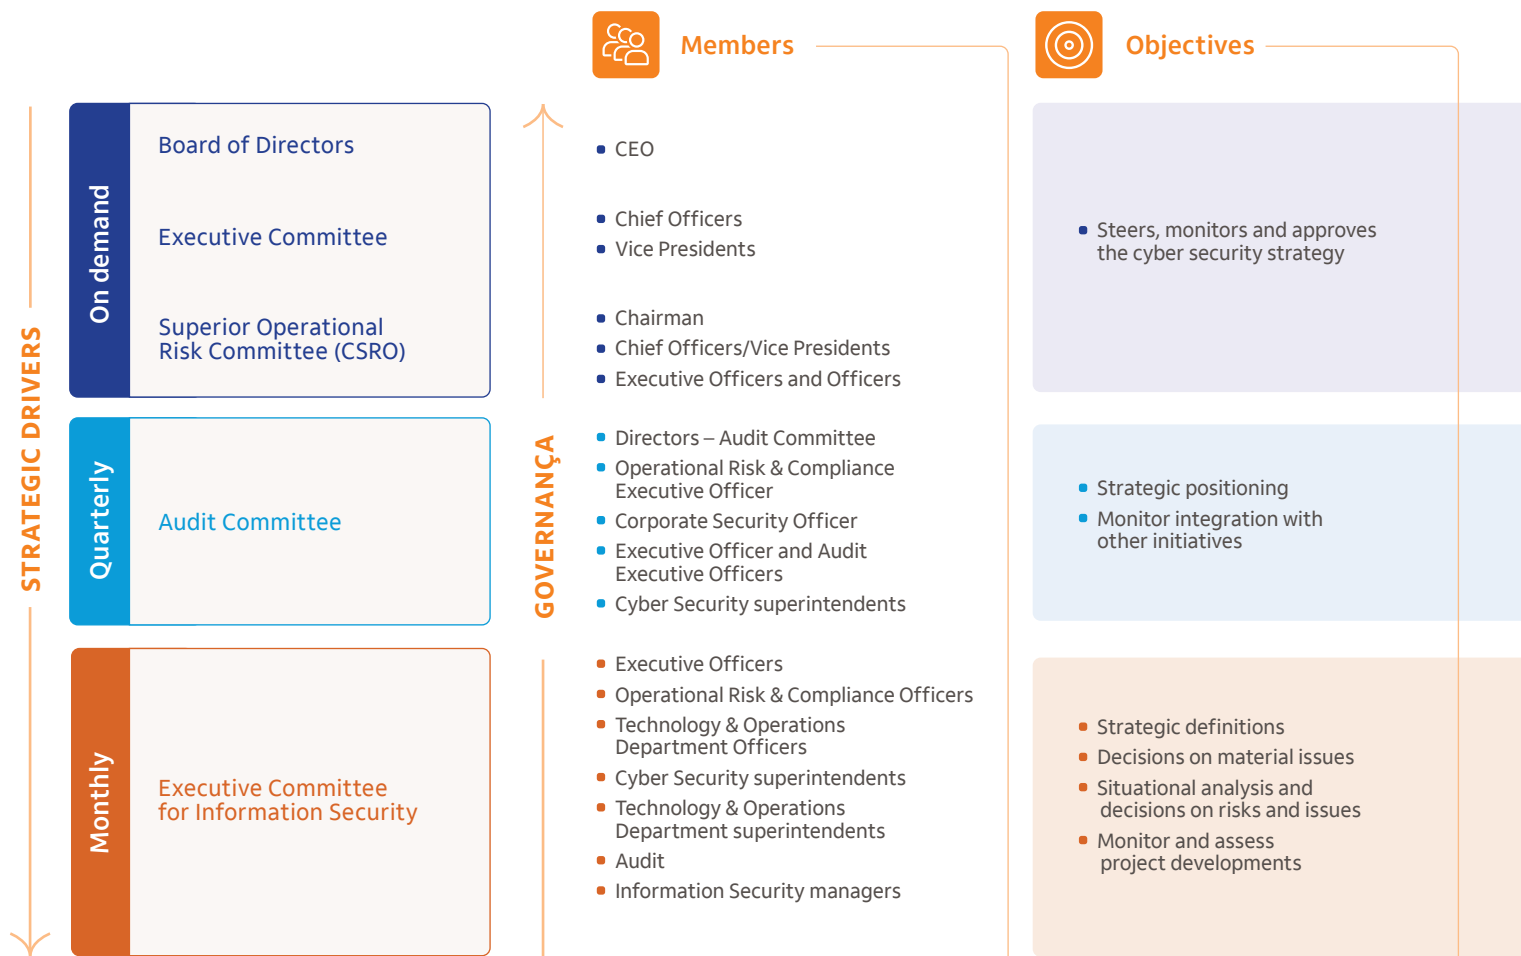 Members
Objectives
STRATEGIC DRIVERS
On demand
Board of Directors
Executive Committee
Superior Operational
Risk Committee (CSRO)
GOVERNANÇA
CEO
Chief Officers
Vice Presidents
Chairman
Chief Officers/Vice Presidents
Executive Officers and Officers
Steers, monitors and approves
the cyber security strategy
Quarterly
Audit Committee
Directors – Audit Committee
Operational Risk & Compliance
Executive Officer
Corporate Security Officer
Executive Officer and Audit
Executive Officers
Cyber Security superintendents
Strategic positioning
Monitor integration with
other initiatives
Monthly
Executive Committee
for Information Security
Executive Officers
Operational Risk & Compliance Officers
Technology & Operations
Department Officers
Cyber Security superintendents
Technology & Operations
Department superintendents
Audit
Information Security managers
Strategic definitions
Decisions on material issues
Situational analysis and
decisions on risks and issues
Monitor and assess
project developments